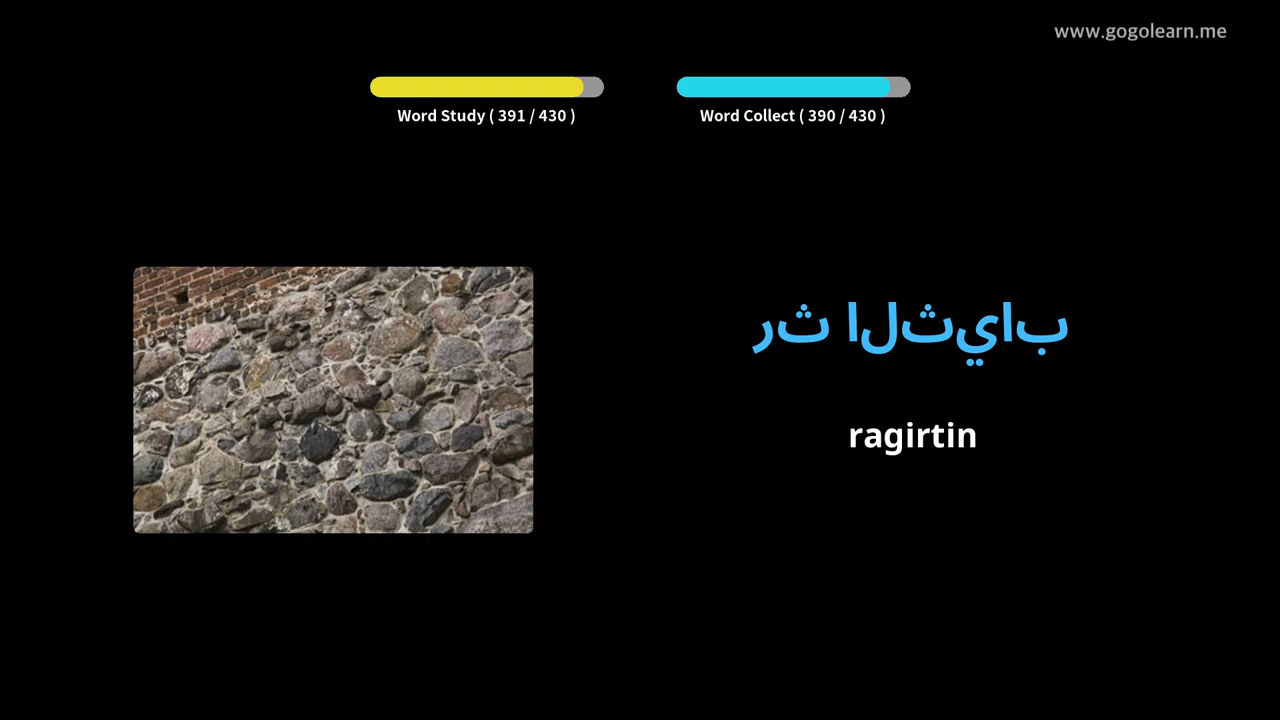 www.gogolearn.me
Word Study ( 391 / 430 )
Word Collect ( 390 / 430 )
رث الثياب
ragirtin